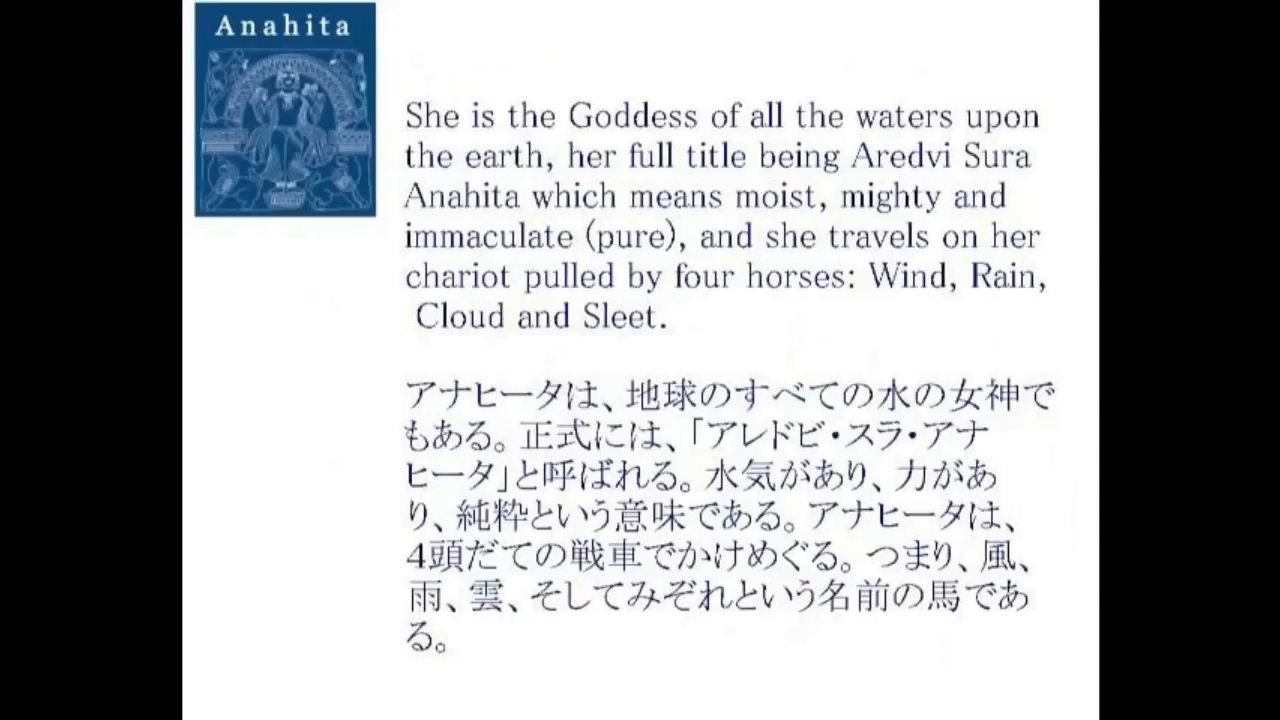 Anahita
She is the Goddess of all the waters upon
the earth, her full title being Aredvi Sura
Anahita which means moist, mighty and
immaculate (pure), and she travels on her
chariot pulled by four horses: Wind, Rain,
Cloud and Sleet.
アナヒータは、地球のすべての水の女神で
もある。正式には、「アレドビ・スラ・アナ
ヒータ」と呼ばれる。水気があり、力があ
り、純粋という意味である。アナヒータは、
4頭だての戦車でかけめぐる。つまり、風、
雨、雲、そしてみぞれという名前の馬であ
る。